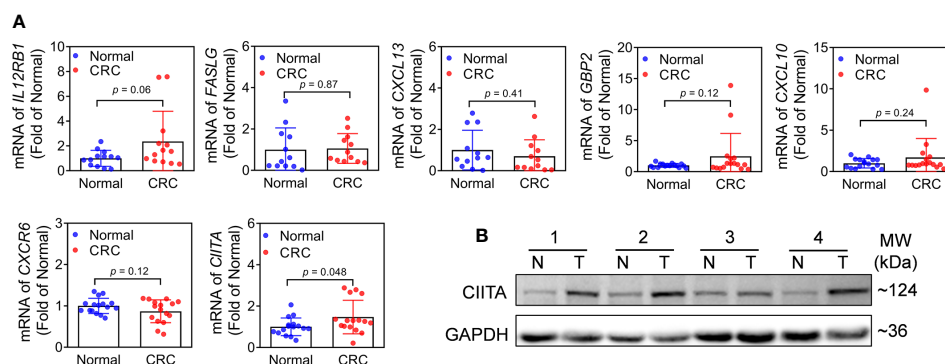 A
mRNA of IL12RB1
(Fold of Normal)
10
8
6
4
2
0
Normal
CRC
p = 0.06
Normal CRC
mRNA of FASLG
(Fold of Normal)
6
4
2
0
Normal
CRC
p = 0.87
Normal CRC
mRNA of CXCL13
(Fold of Normal)
6
4
2
0
Normal
CRC
p = 0.41
Normal CRC
mRNA of GBP2
(Fold of Normal)
20
15
10
5
0
Normal
CRC
p = 0.12
Normal CRC
mRNA of CXCL10
(Fold of Normal)
15
10
5
0
Normal
CRC
p = 0.24
Normal CRC
mRNA of CXCR6
(Fold of Normal)
3
2
1
0
Normal
CRC
p = 0.12
Normal CRC
mRNA of CIITA
(Fold of Normal)
6
4
2
0
Normal
CRC
p = 0.048
Normal CRC
B
1 2 3 4 MW
N T N T N T N T (kDa)
CIITA ~124
GAPDH ~36